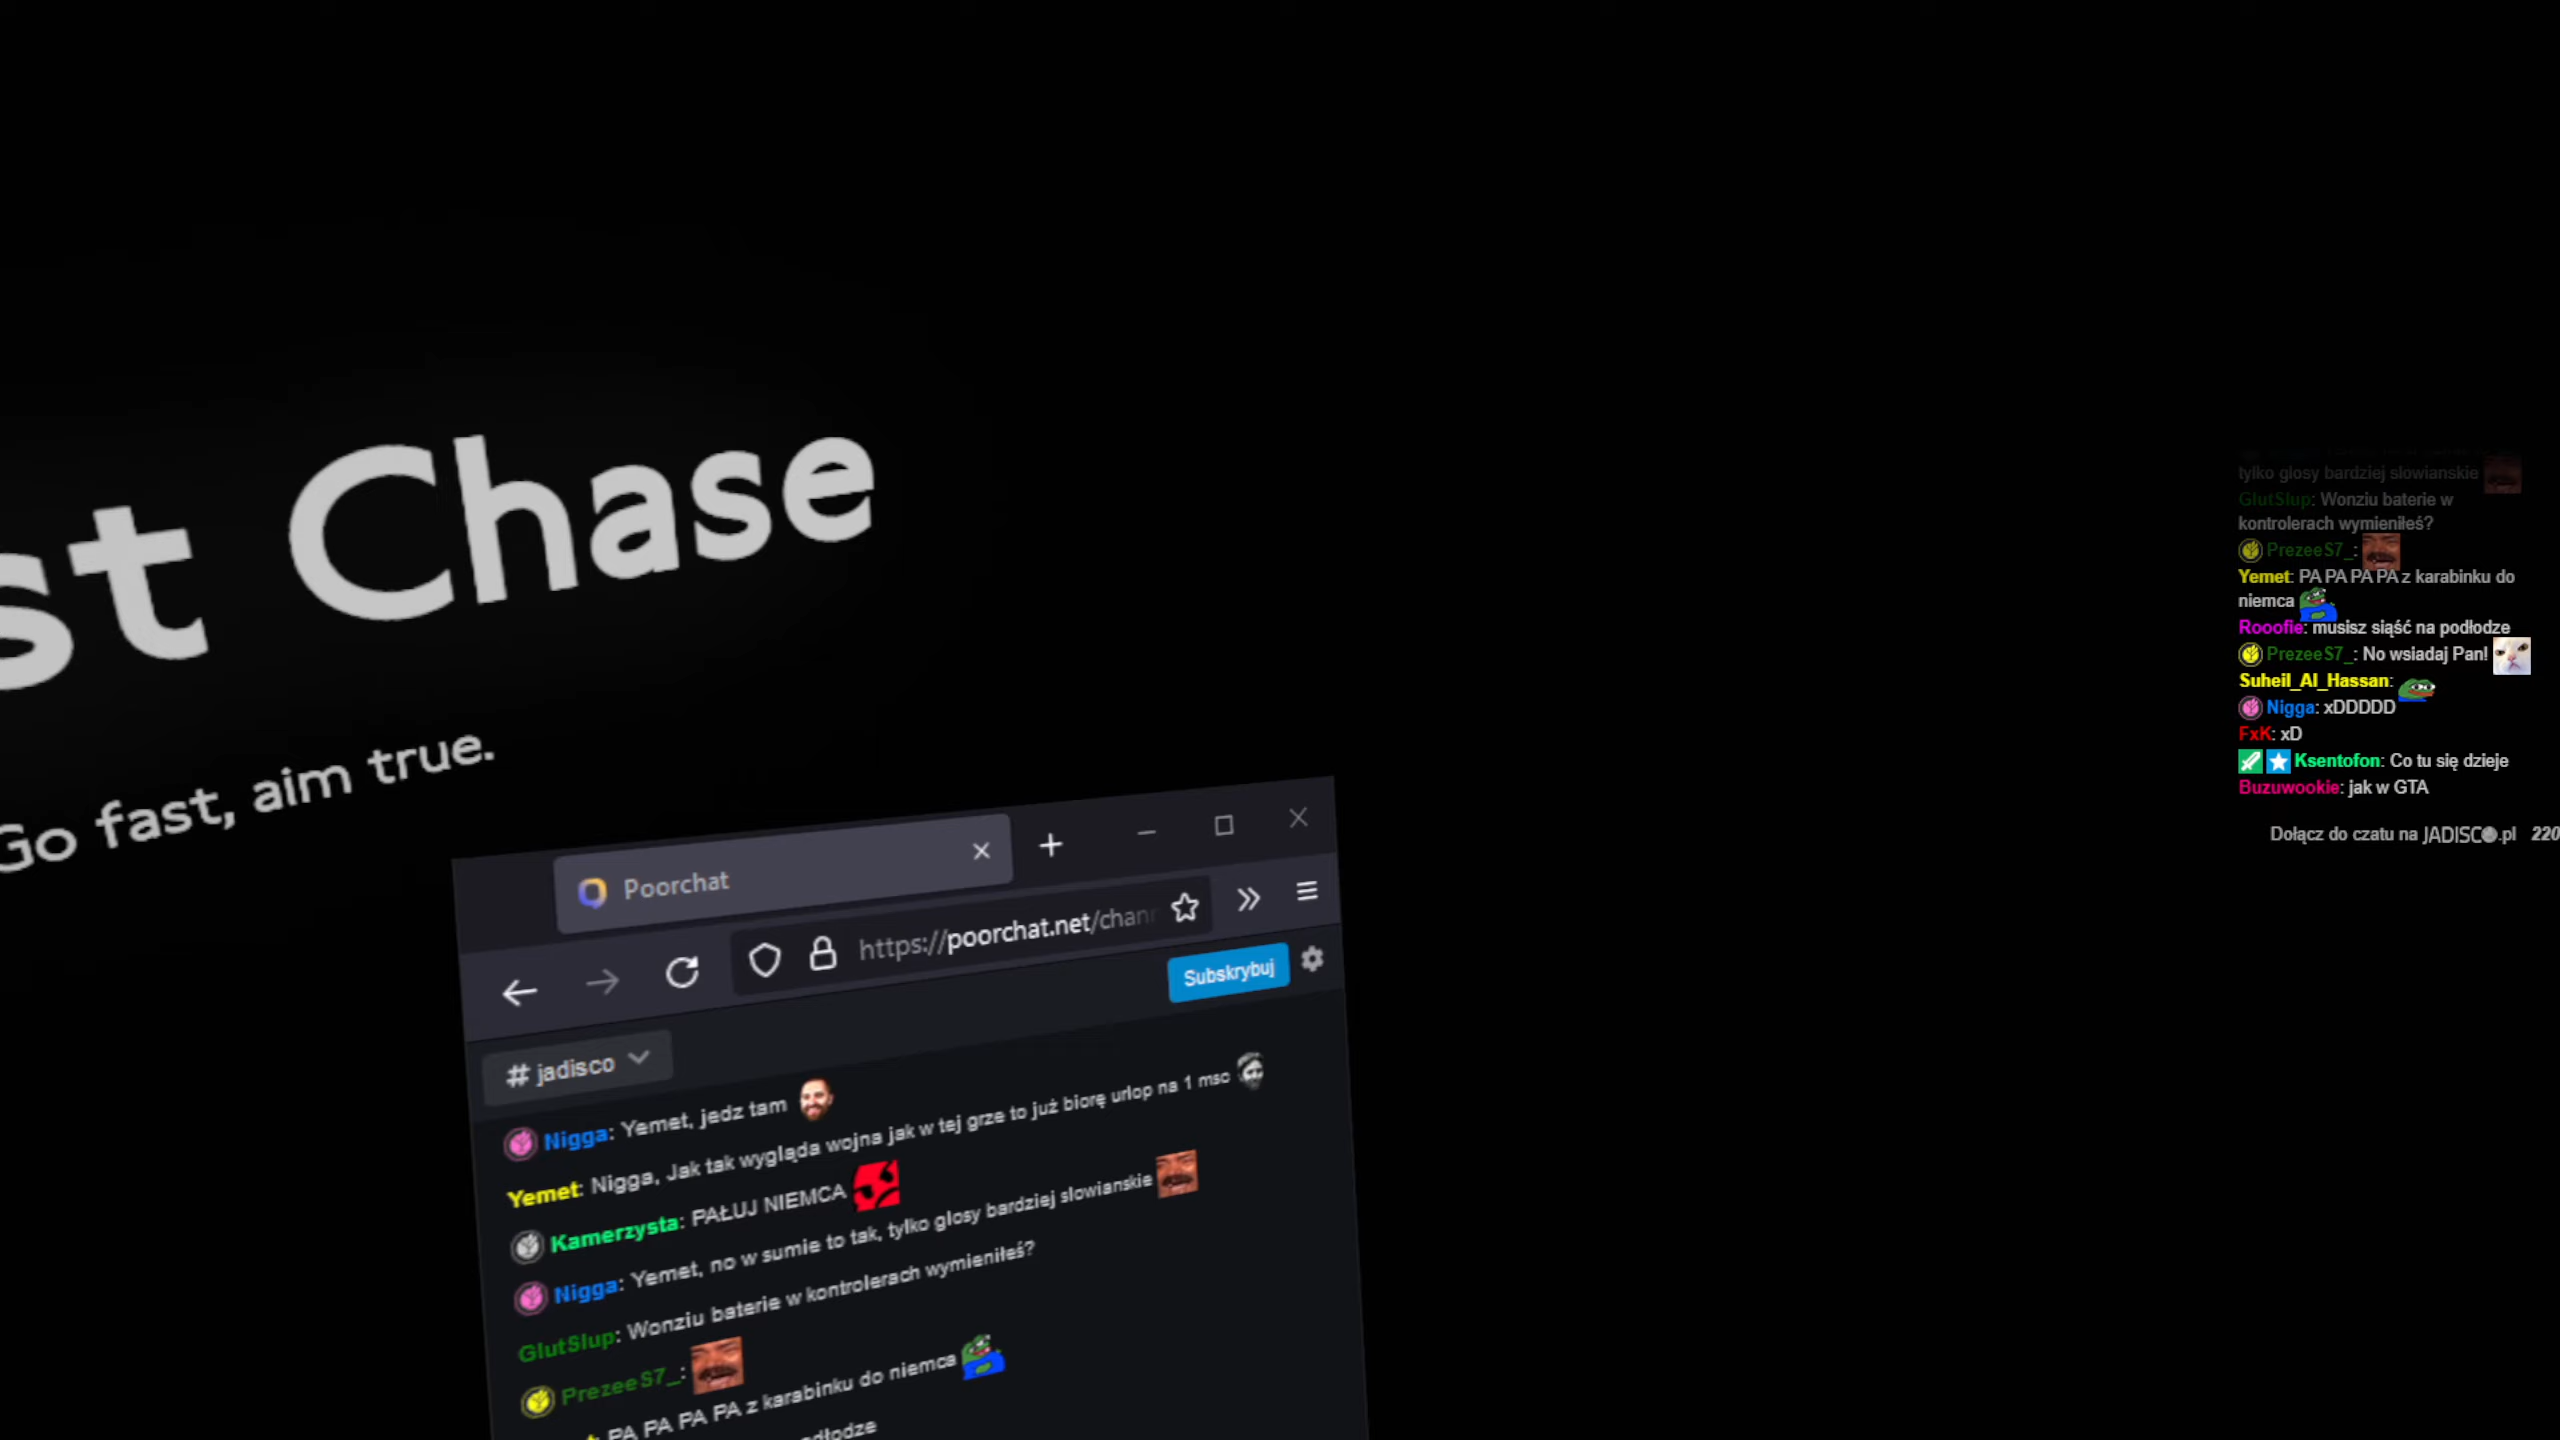 st Chase
Go fast, aim true.
Poorchat
https://poorchat.net/chann
Subskrybuj
# jadisco
Nigga: Yemet, jedz tam
Yemet: Nigga, Jak tak wygląda wojna jak w tej grze to już biorę urlop na 1 msc
Kamerzysta: PAŁUJ NIEMCA
Nigga: Yemet, no w sumie to tak, tylko glosy bardziej slowianskie
GlutSlup: Wonziu baterie w kontrolerach wymieniłeś?
PrezeeS7_:
PA PA PA PA z karabinku do niemca
podłodze
tylko glosy bardziej slowianskie
GlutSlup: Wonziu baterie w
kontrolerach wymieniłeś?
PrezeeS7_:
Yemet: PA PA PA PA z karabinku do
niemca
Rooofie: musisz siąść na podłodze
PrezeeS7_: No wsiadaj Pan!
Suheil_Al_Hassan:
Nigga: xDDDDD
FxK: xD
Ksentofon: Co tu się dzieje
Buzuwookie: jak w GTA
Dołącz do czatu na JADISCO.pl 220